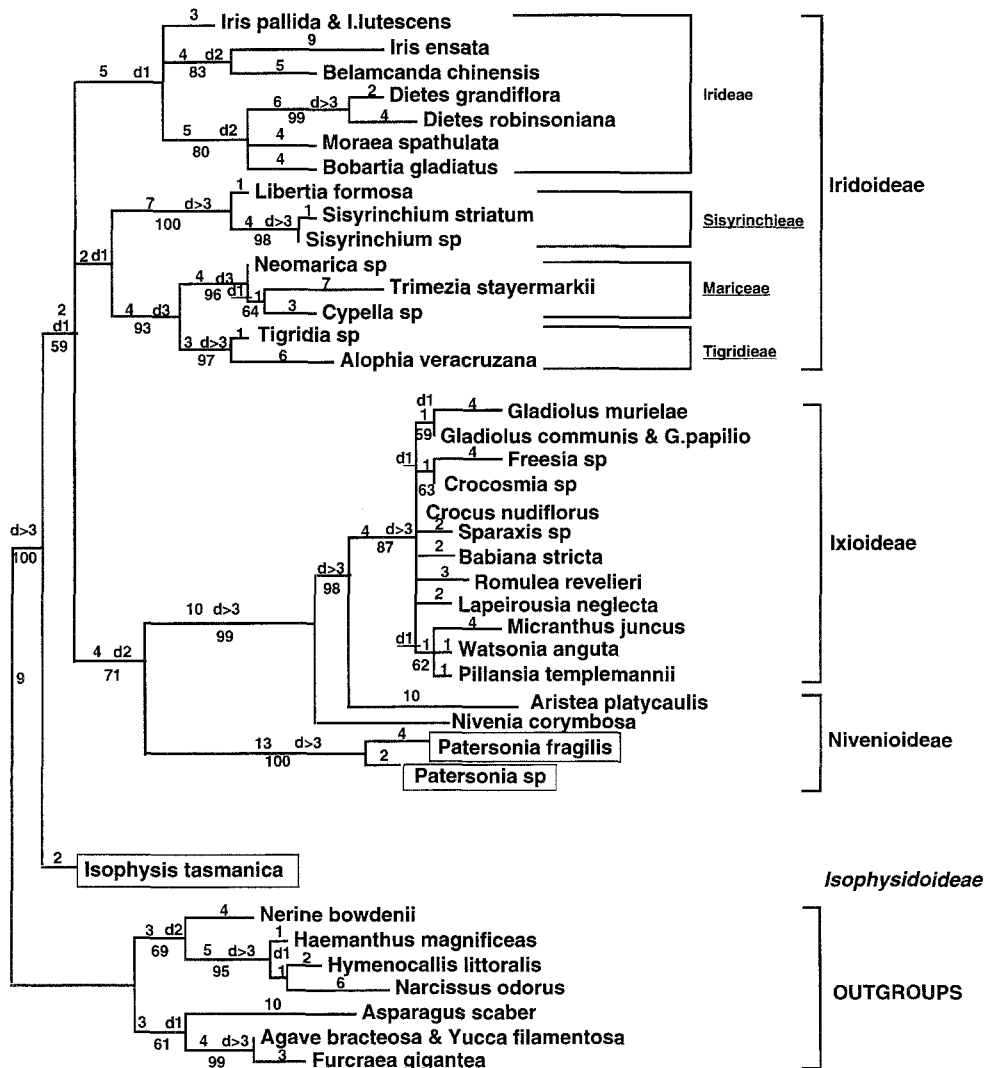 3 Iris pallida & I.lutescens
9
4 d2 Iris ensata
5 d1 83 5 Belamcanda chinensis
2 Dietes grandiflora
6 d>3
99 4 Dietes robinsoniana
Irideae
5 d2 4 Moraea spathulata
80 4 Bobartia gladiatus
Iridoideae
1 Libertia formosa
7 d>3
100 1 Sisyrinchium striatum
4 d>3
98 Sisyrinchium sp
Sisyrinchieae
2 d1
Neomarica sp
4 d3 7 Trimezia stayermarkii
96 d1 1
64 3 Cypella sp
Mariceae
4 d3
93
2
d1
59
1 Tigridia sp
3 d>3
97 6 Alophia veracruzana
Tigridieae
d1
1 4 Gladiolus murielae
59 Gladiolus communis & G.papilio
d1 4 Freesia sp
1
63 Crocosmia sp
Crocus nudiflorus
4 d>3 2 Sparaxis sp
87
2 Babiana stricta
Ixioideae
3 Romulea revelieri
2 Lapeirousia neglecta
4 Micranthus juncus
d1 1 1 Watsonia anguta
62 1 Pillansia templemannii
d>3
98
d>3
100
10 d>3
99
4 d2
71
9
10 Aristea platycaulis
Nivenia corymbosa
Nivenioideae
13 d>3 4 Patersonia fragilis
100 2 Patersonia sp
2 Isophysis tasmanica
Isophysidoideae
4 Nerine bowdenii
3 d2
69 1 Haemanthus magnificeas
5 d>3 d1
95 2 Hymenocallis littoralis
1 6 Narcissus odorus
OUTGROUPS
10 Asparagus scaber
3 d1
61 Agave bracteosa & Yucca filamentosa
4 d>3
99 3 Furcraea gigantea